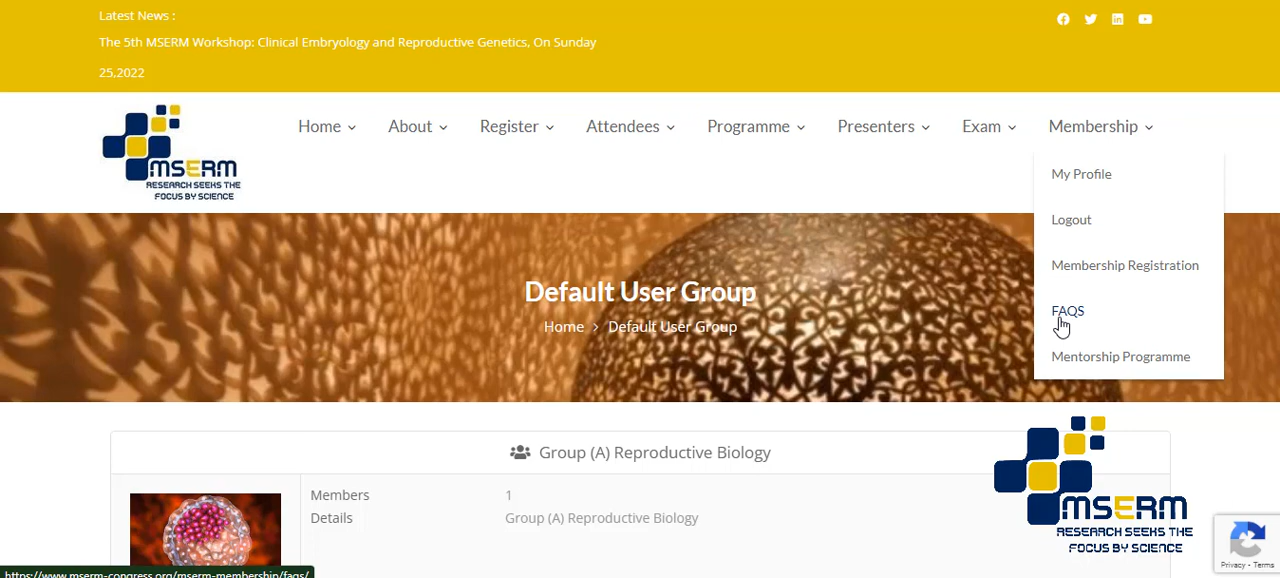 Latest News :
The 5th MSERM Workshop: Clinical Embryology and Reproductive Genetics, On Sunday
25,2022
MSERM
RESEARCH SEEKS THE
FOCUS BY SCIENCE
Home About Register Attendees Programme Presenters Exam Membership
My Profile
Logout
Membership Registration
FAQS
Mentorship Programme
Default User Group
Home > Default User Group
Group (A) Reproductive Biology
Members 1
Details Group (A) Reproductive Biology
MSERM
RESEARCH SEEKS THE
FOCUS BY SCIENCE
Privacy - Terms
https://www.mserm-congress.org/mserm-membership/faqs/